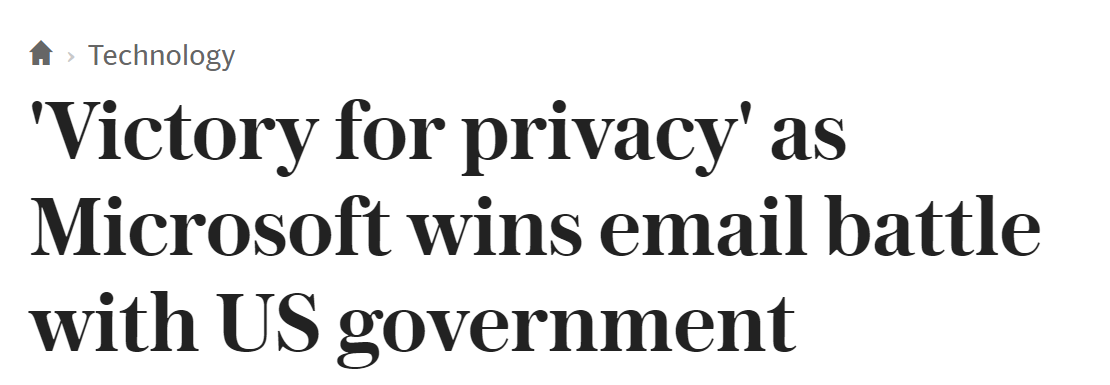 › Technology
'Victory for privacy' as
Microsoft wins email battle
with US government